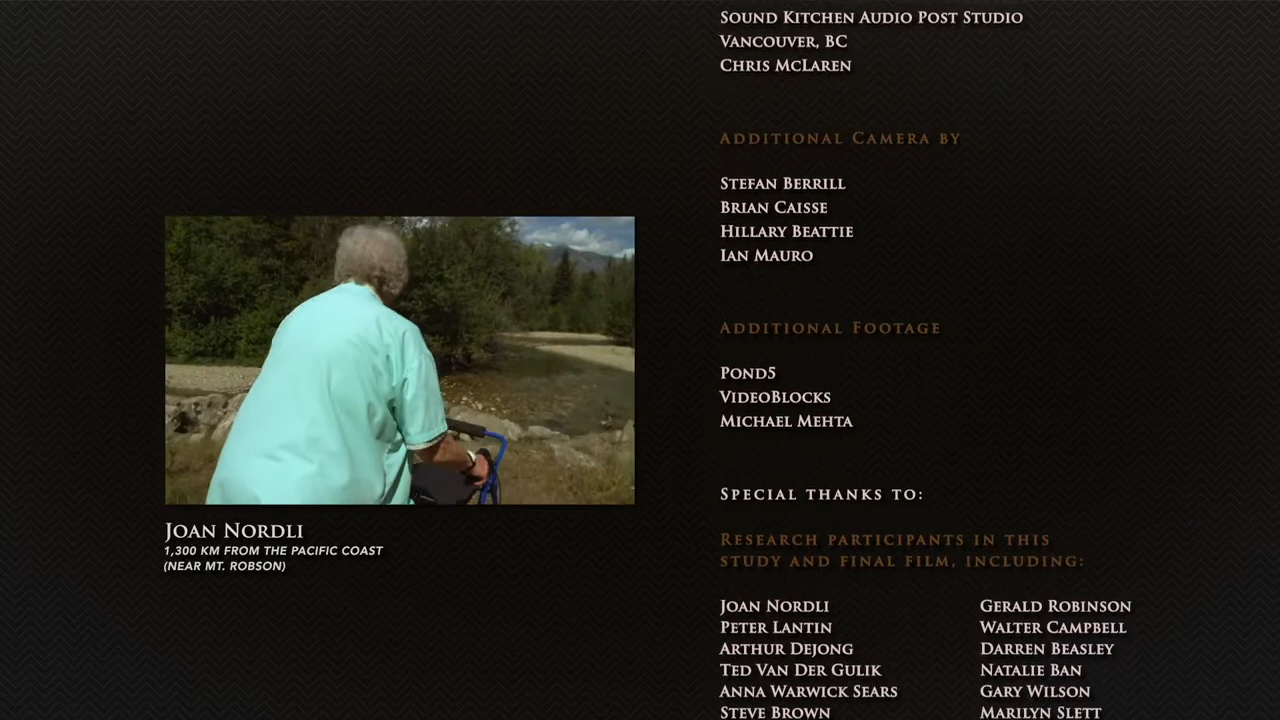 Sound Kitchen Audio Post Studio
Vancouver, BC
Chris McLaren
Additional Camera by
Stefan Berrill
Brian Caisse
Hillary Beattie
Ian Mauro
Additional Footage
Pond5
VideoBlocks
Michael Mehta
Special thanks to:
Research participants in this
study and final film, including:
Joan Nordli
Peter Lantin
Arthur DeJong
Ted Van Der Gulik
Anna Warwick Sears
Steve Brown
Gerald Robinson
Walter Campbell
Darren Beasley
Natalie Ban
Gary Wilson
Marilyn Slett
Joan Nordli
1,300 KM FROM THE PACIFIC COAST
(NEAR MT. ROBSON)